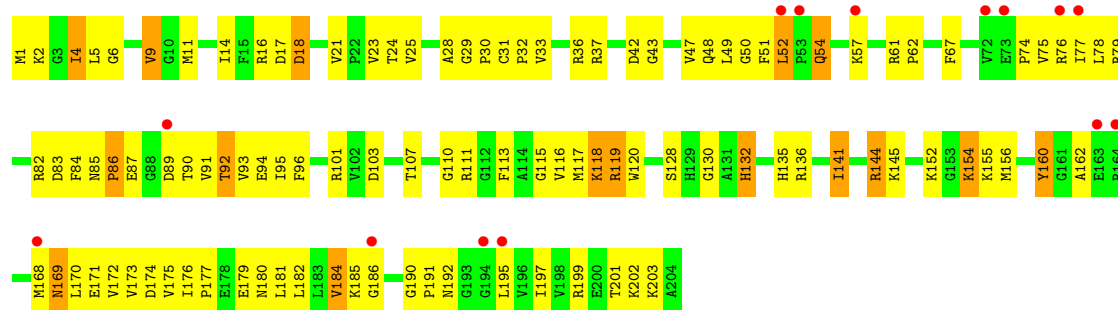 M1 K2 G3 I4 L5 G6 V9 G10 M11 I14 F15 R16 D17 D18 V21 P22 V23 T24 V25 A28 G29 P30 C31 P32 V33 R36 R37 D42 G43 V47 Q48 L49 G50 F51 L52 P53 Q54 K57 R61 P62 F67 V72 E73 P74 V75 R76 I77 L78
R82 D83 F84 N85 P86 E87 G88 D89 T90 V91 T92 V93 E94 I95 F96 R101 V102 D103 T107 G110 R111 G112 F113 A114 G115 V116 M117 K118 R119 W120 S128 H129 G130 A131 H132 H135 R136 I141 R144 K145 K152 G153 K154 K155 M156 Y160 G161 A162 E163
M168 N169 L170 E171 V172 V173 D174 V175 I176 P177 E178 E179 N180 L181 L182 L183 V184 K185 G186 G190 P191 N192 G193 G194 L195 V196 I197 V198 R199 E200 T201 K202 K203 A204